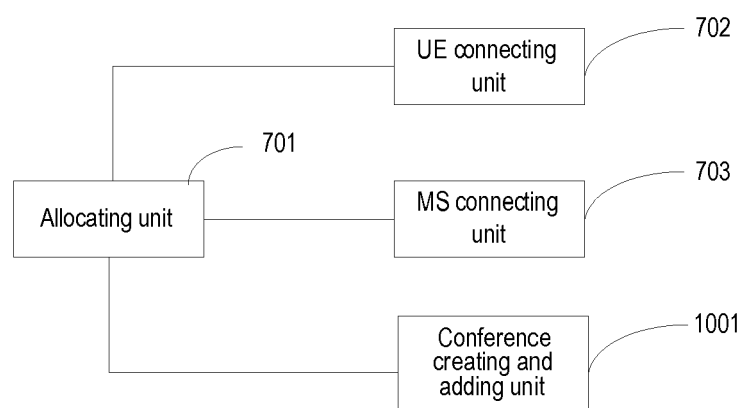 UE connecting
unit
702
701
Allocating unit
MS connecting
unit
703
Conference
creating and
adding unit
1001